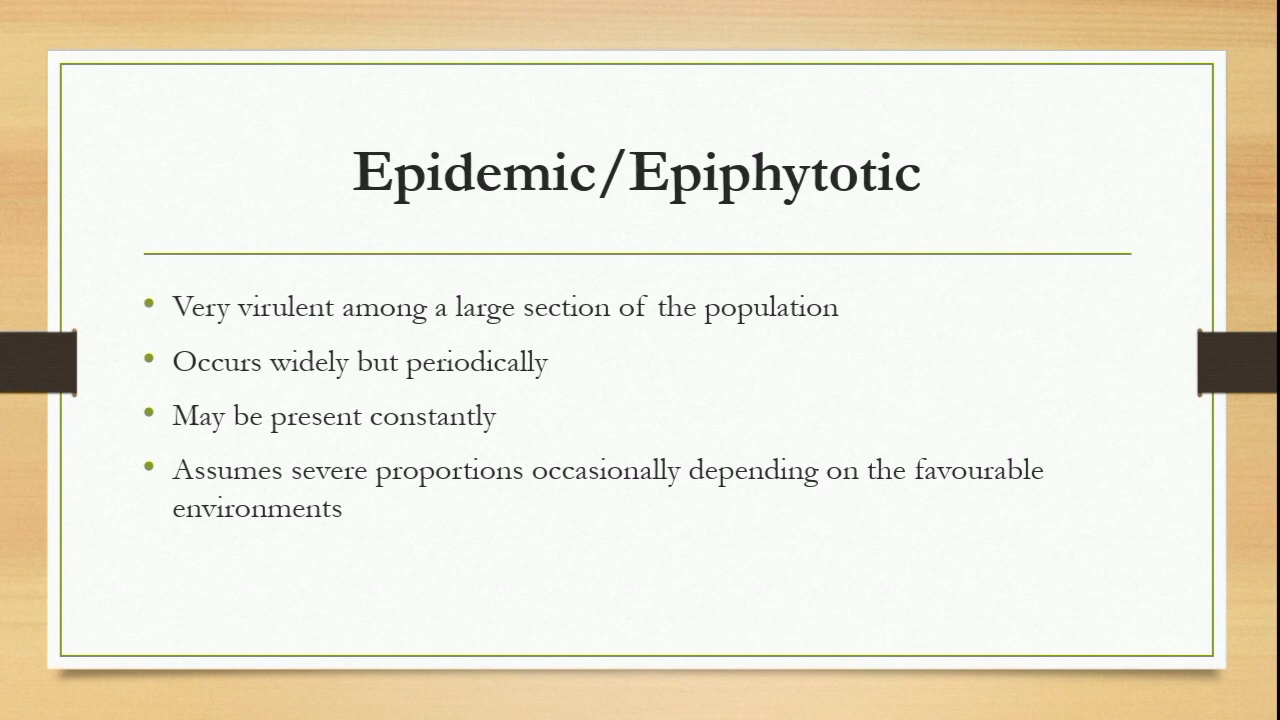 Epidemic/Epiphytotic
• Very virulent among a large section of the population
• Occurs widely but periodically
• May be present constantly
• Assumes severe proportions occasionally depending on the favourable
environments